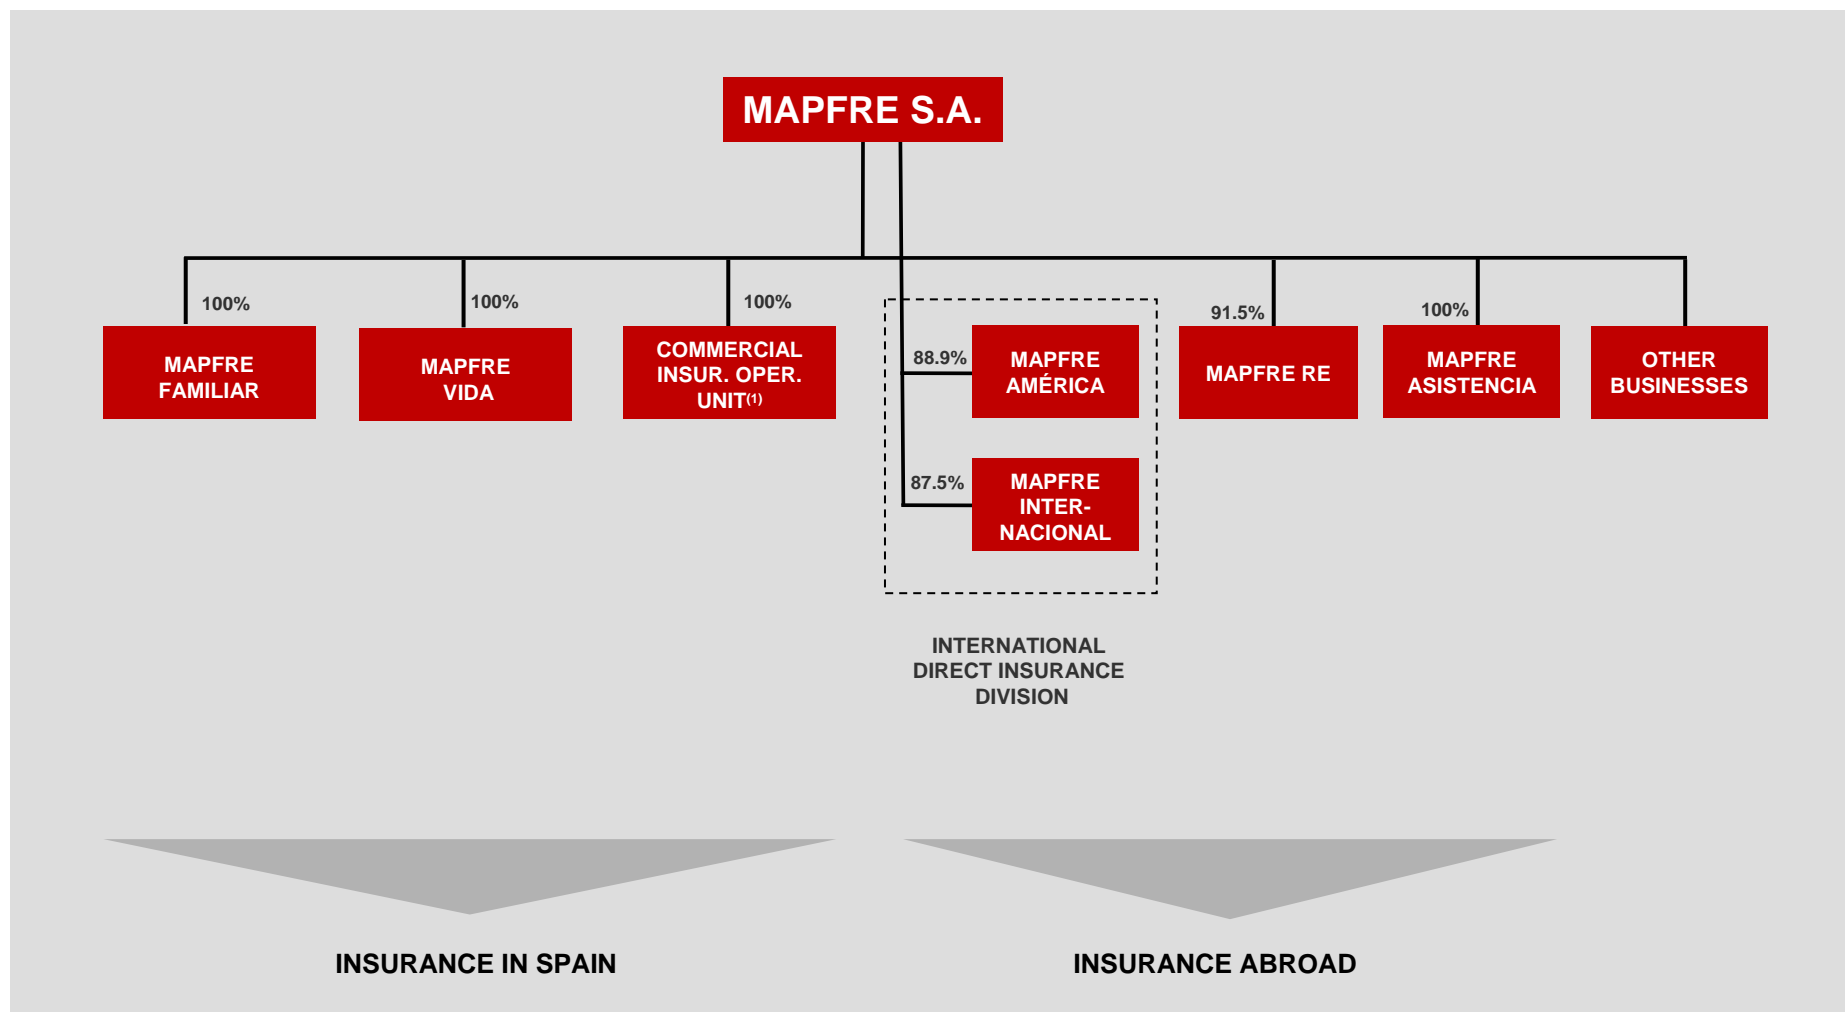 MAPFRE S.A.
100%
100%
100%
91.5%
100%
MAPFRE
FAMILIAR
MAPFRE
VIDA
COMMERCIAL
INSUR. OPER.
UNIT(1)
88.9%
MAPFRE
AMÉRICA
MAPFRE RE
MAPFRE
ASISTENCIA
OTHER
BUSINESSES
87.5%
MAPFRE
INTER-
NACIONAL
INTERNATIONAL
DIRECT INSURANCE
DIVISION
INSURANCE IN SPAIN
INSURANCE ABROAD